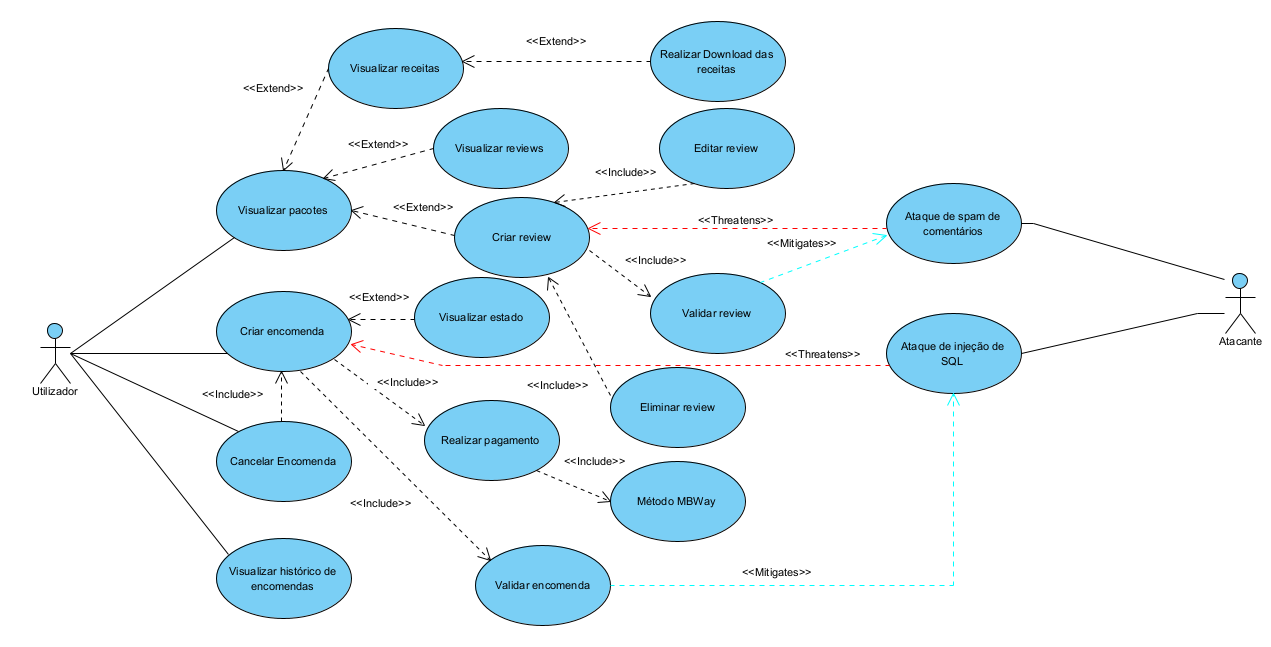 <<Extend>>
Visualizar receitas
Realizar Download das
receitas
<<Extend>>
<<Extend>>
Visualizar reviews
Editar review
<<Include>>
Visualizar pacotes
<<Extend>>
Criar review
<<Threatens>>
Ataque de spam de
comentários
<<Mitigates>>
<<Include>>
<<Extend>>
Criar encomenda
Visualizar estado
Validar review
Atacante
Ataque de injeção de
SQL
<<Threatens>>
Utilizador
<<Include>>
<<Include>>
<<Include>>
Eliminar review
Realizar pagamento
Cancelar Encomenda
<<Include>>
Método MBWay
<<Include>>
Visualizar histórico de
encomendas
Validar encomenda
<<Mitigates>>